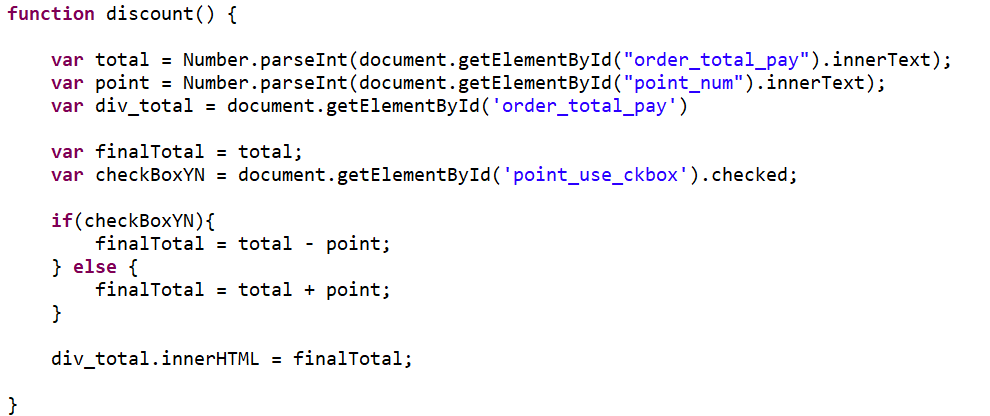 function discount() {
var total = Number.parseInt(document.getElementById("order_total_pay").innerText);
var point = Number.parseInt(document.getElementById("point_num").innerText);
var div_total = document.getElementById('order_total_pay')
var finalTotal = total;
var checkBoxYN = document.getElementById('point_use_ckbox').checked;
if(checkBoxYN){
finalTotal = total - point;
} else {
finalTotal = total + point;
}
div_total.innerHTML = finalTotal;
}